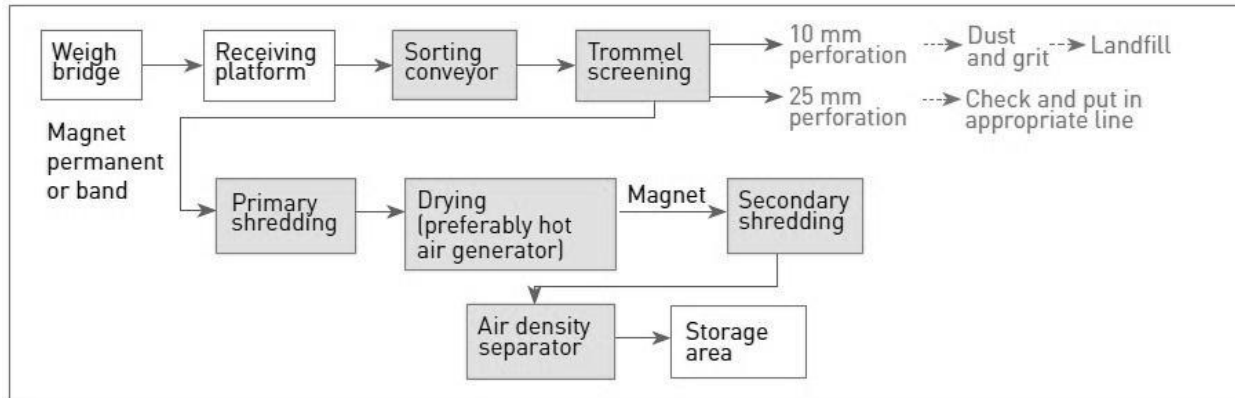 Weigh
bridge
Receiving
platform
Sorting
conveyor
Trommel
screening
10 mm
perforation
Dust
and grit
Landfill
25 mm
perforation
Check and put in
appropriate line
Magnet
permanent
or band
Primary
shredding
Drying
(preferably hot
air generator)
Magnet
Secondary
shredding
Air density
separator
Storage
area